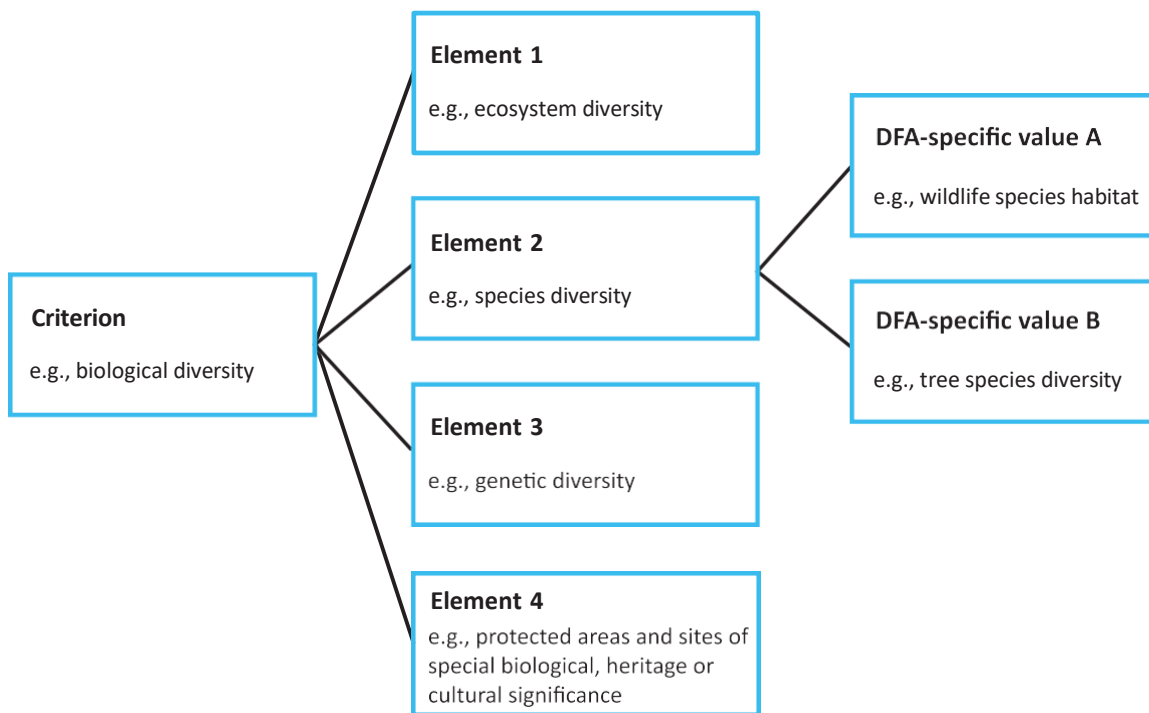 Criterion
e.g., biological diversity
Element 1
e.g., ecosystem diversity
Element 2
e.g., species diversity
Element 3
e.g., genetic diversity
Element 4
e.g., protected areas and sites of
special biological, heritage or
cultural significance
DFA-specific value A
e.g., wildlife species habitat
DFA-specific value B
e.g., tree species diversity